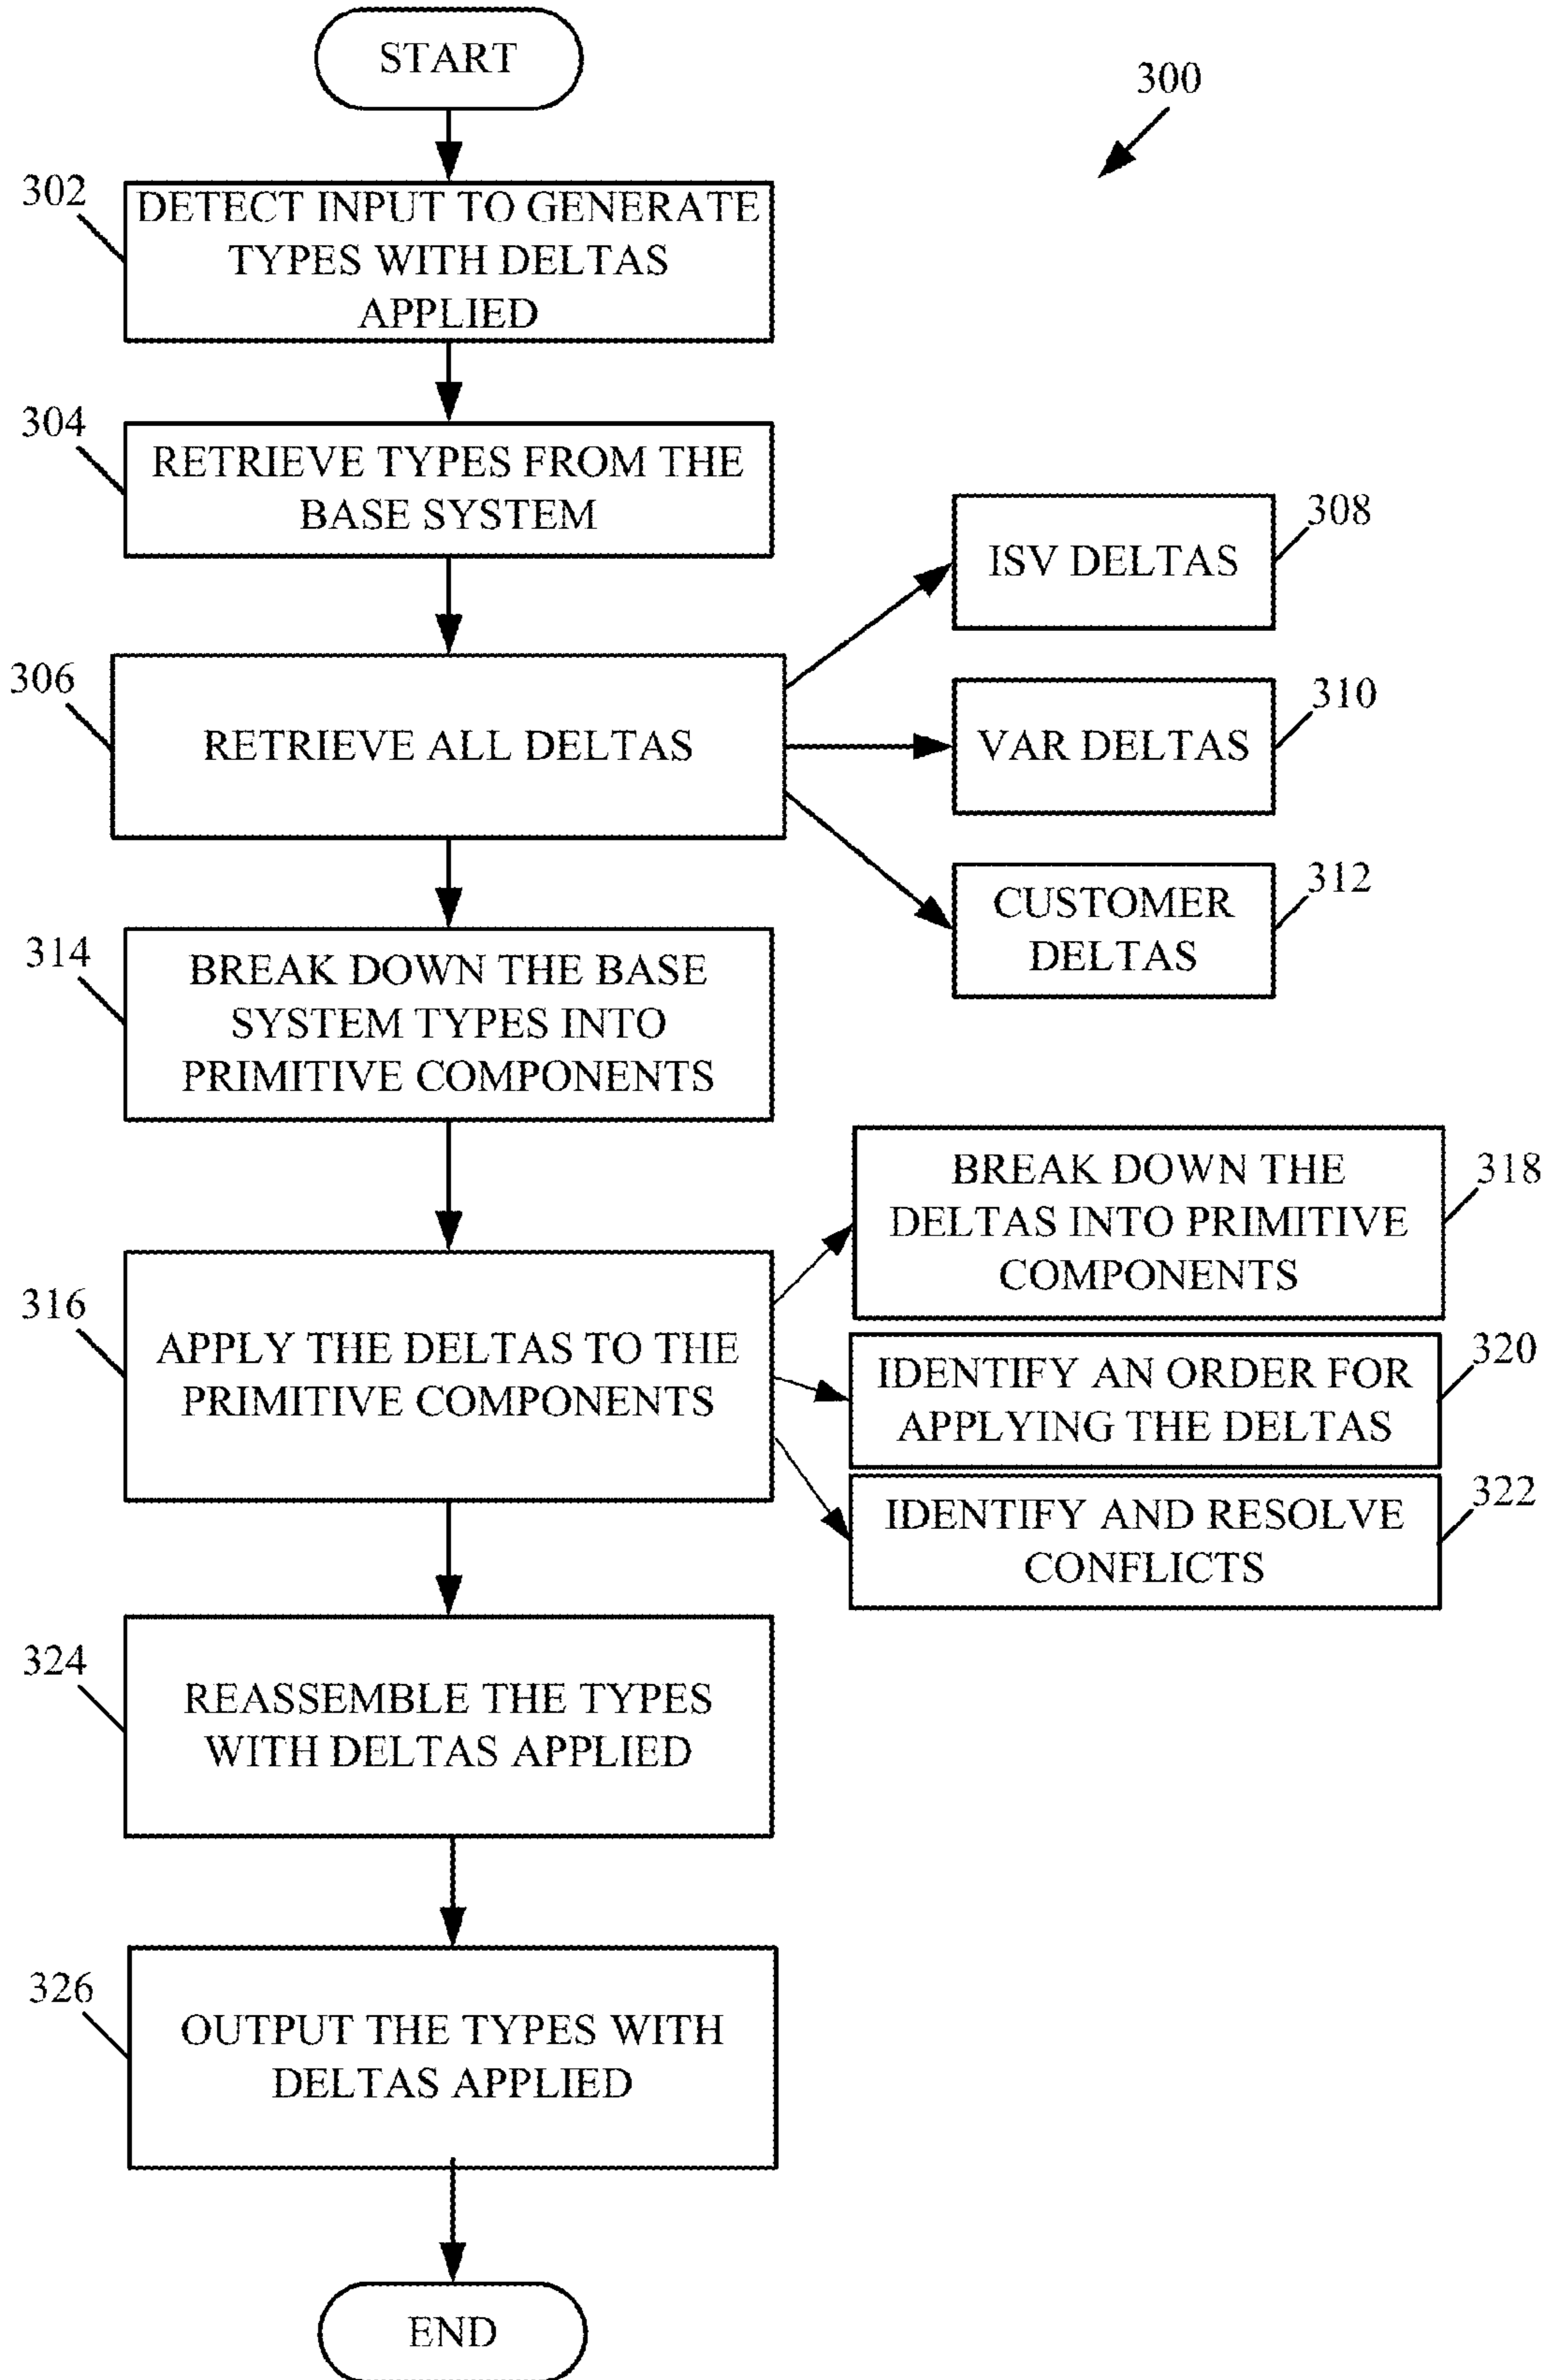 START
300
302
DETECT INPUT TO GENERATE
TYPES WITH DELTAS
APPLIED
304
RETRIEVE TYPES FROM THE
BASE SYSTEM
308
ISV DELTAS
306
RETRIEVE ALL DELTAS
310
VAR DELTAS
312
CUSTOMER
DELTAS
314
BREAK DOWN THE BASE
SYSTEM TYPES INTO
PRIMITIVE COMPONENTS
316
APPLY THE DELTAS TO THE
PRIMITIVE COMPONENTS
318
BREAK DOWN THE
DELTAS INTO PRIMITIVE
COMPONENTS
320
IDENTIFY AN ORDER FOR
APPLYING THE DELTAS
322
IDENTIFY AND RESOLVE
CONFLICTS
324
REASSEMBLE THE TYPES
WITH DELTAS APPLIED
326
OUTPUT THE TYPES WITH
DELTAS APPLIED
END